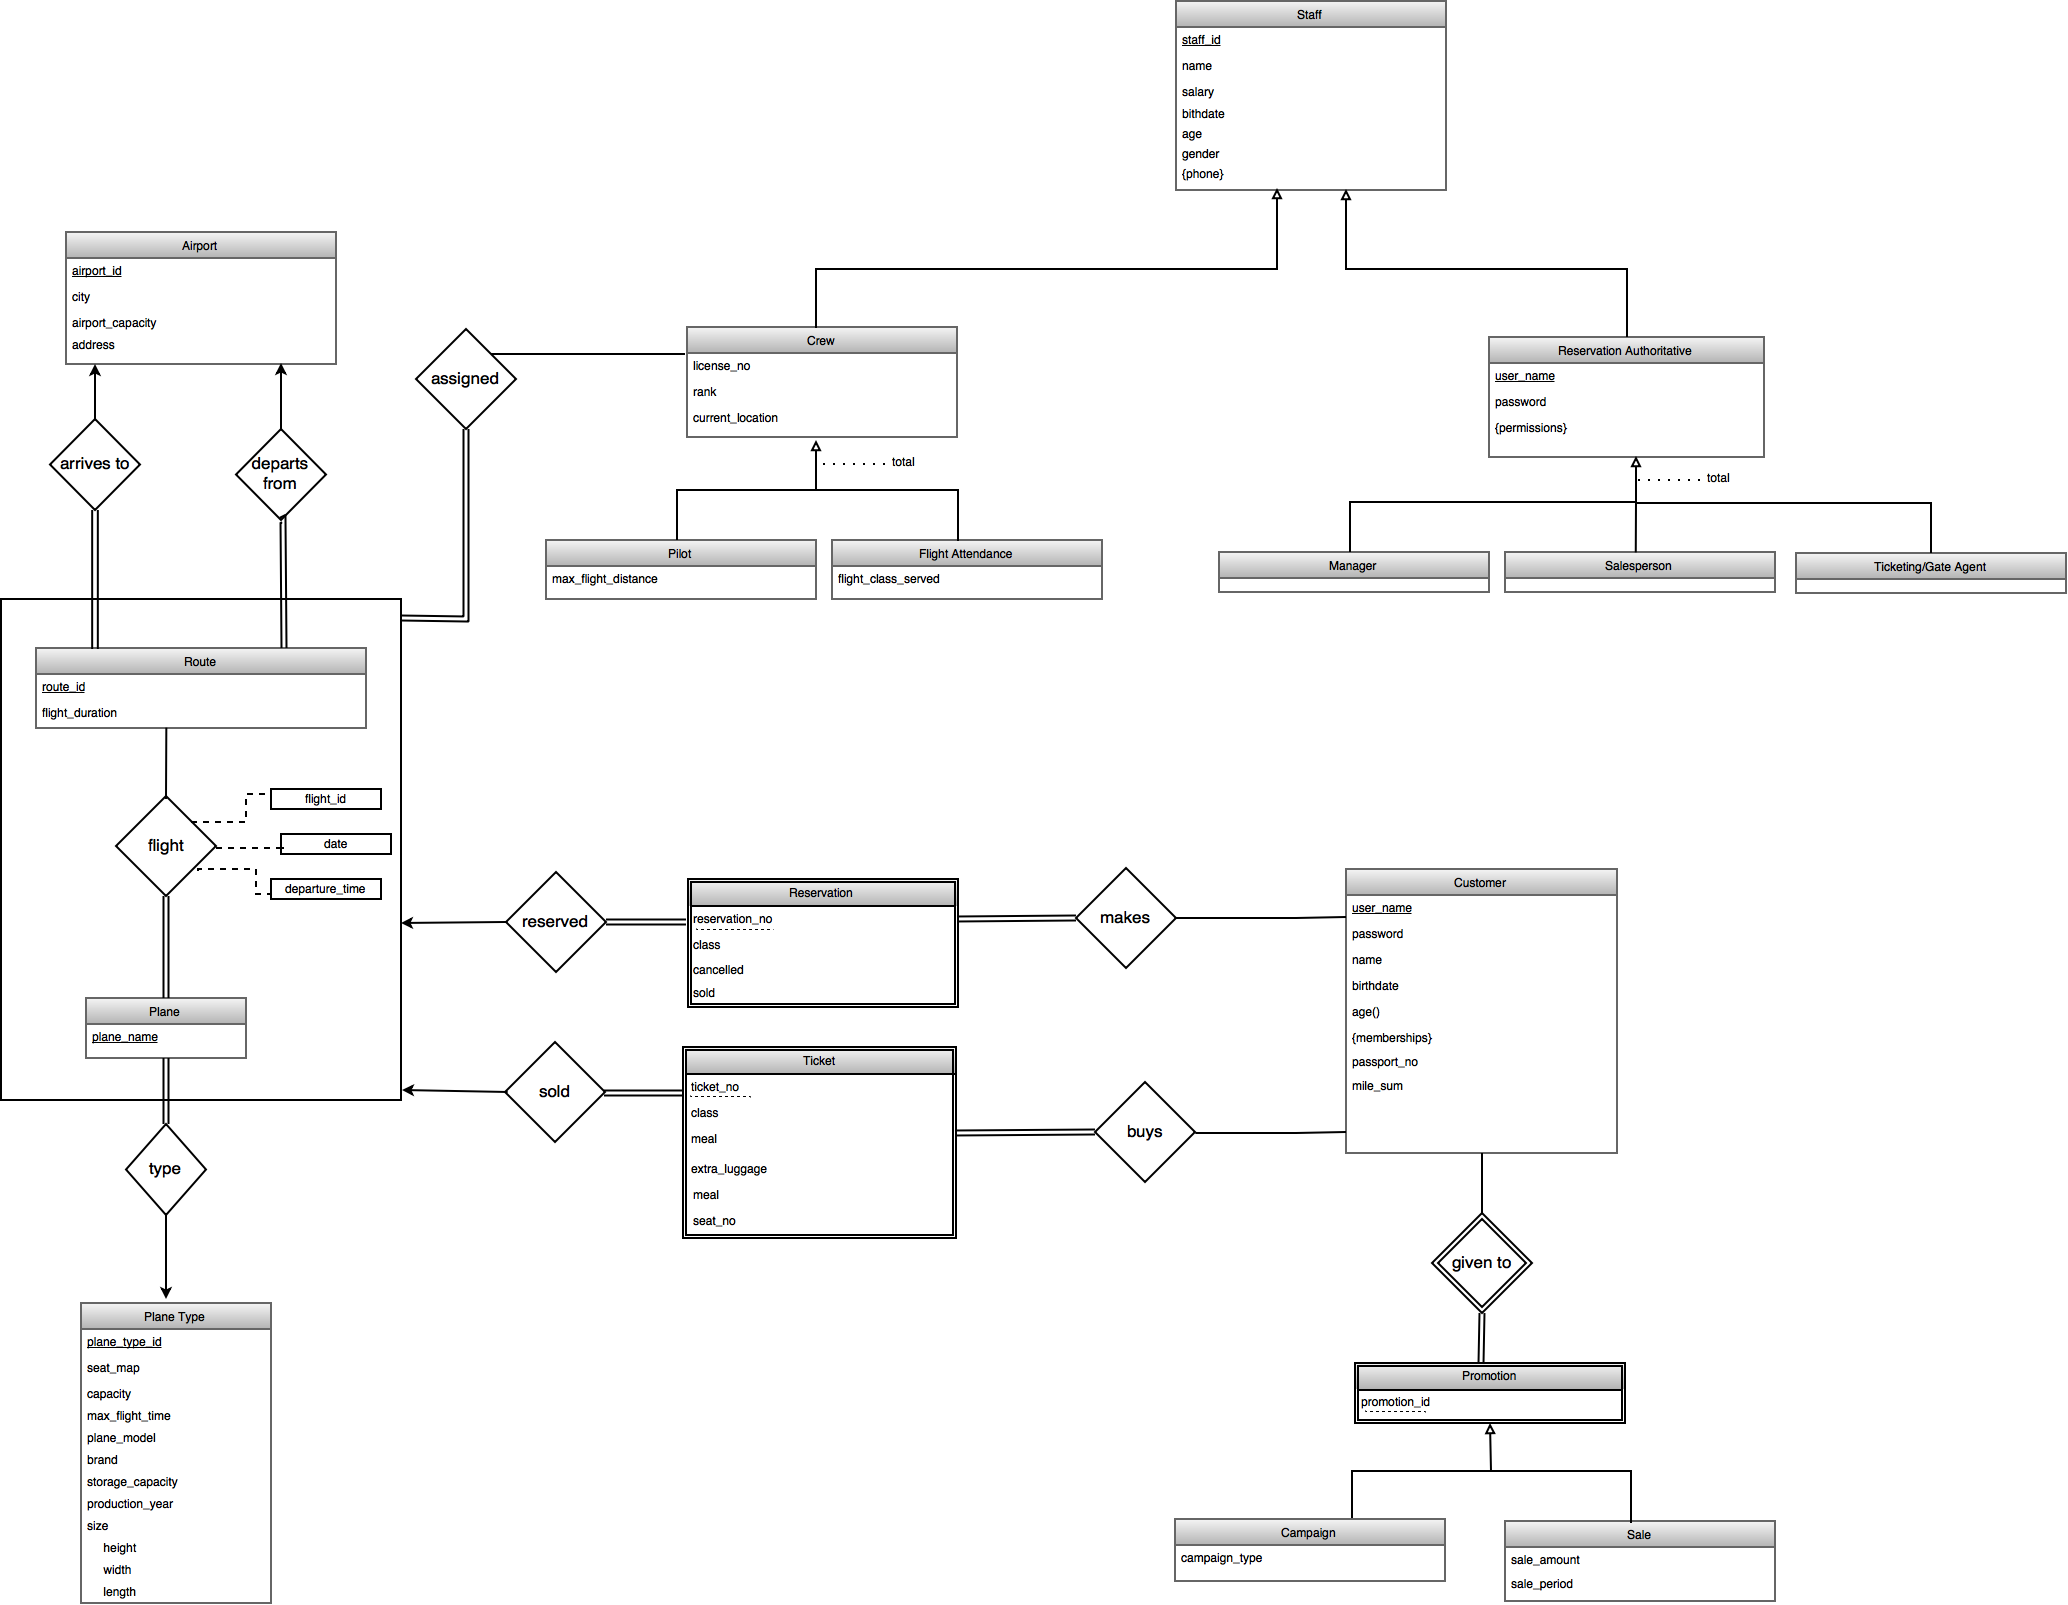 Staff
staff_id
name
salary
bithdate
age
gender
{phone}
Airport
airport_id
city
airport_capacity
address
arrives to
departs
from
assigned
Crew
license_no
rank
current_location
total
Pilot
max_flight_distance
Flight Attendance
flight_class_served
Reservation Authoritative
user_name
password
{permissions}
total
Manager
Salesperson
Ticketing/Gate Agent
Route
route_id
flight_duration
flight
flight_id
date
departure_time
Plane
plane_name
type
Plane Type
plane_type_id
seat_map
capacity
max_flight_time
plane_model
brand
storage_capacity
production_year
size
height
width
length
reserved
Reservation
reservation_no
class
cancelled
sold
makes
sold
Ticket
ticket_no
class
meal
extra_luggage
meal
seat_no
buys
Customer
user_name
password
name
birthdate
age()
{memberships}
passport_no
mile_sum
given to
Promotion
promotion_id
Campaign
campaign_type
Sale
sale_amount
sale_period